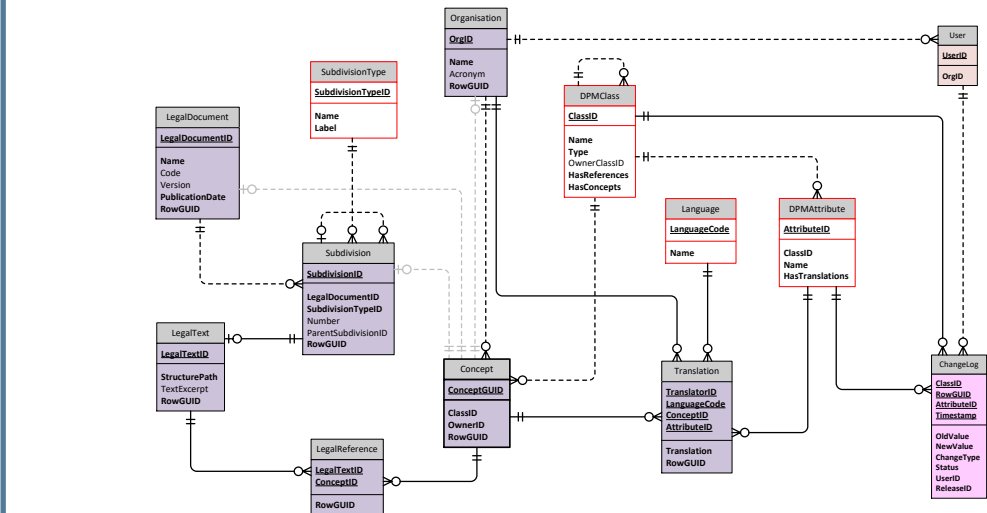 Organisation
OrgID
Name
Acronym
RowGUID
User
UserID
OrgID
SubdivisionType
SubdivisionTypeID
Name
Label
DPMClass
ClassID
Name
Type
OwnerClassID
HasReferences
HasConcepts
LegalDocument
LegalDocumentID
Name
Code
Version
PublicationDate
RowGUID
Language
LanguageCode
Name
DPMAttribute
AttributeID
ClassID
Name
HasTranslations
Subdivision
SubdivisionID
LegalDocumentID
SubdivisionTypeID
Number
ParentSubdivisionID
RowGUID
LegalText
LegalTextID
StructurePath
TextExcerpt
RowGUID
Concept
ConceptGUID
ClassID
OwnerID
RowGUID
Translation
TranslatorID
LanguageCode
ConceptID
AttributeID
Translation
RowGUID
ChangeLog
ClassID
RowGUID
AttributeID
Timestamp
OldValue
NewValue
ChangeType
Status
UserID
ReleaseID
LegalReference
LegalTextID
ConceptID
RowGUID